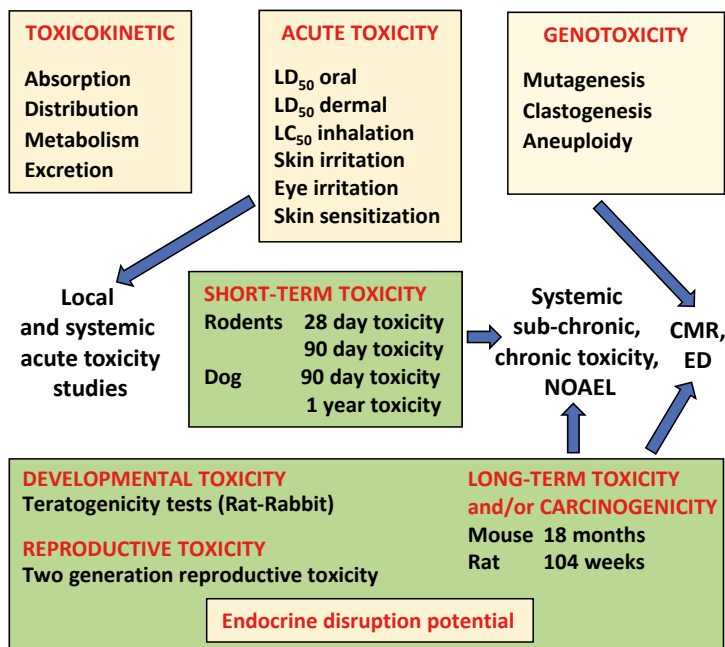 TOXICOKINETIC
Absorption
Distribution
Metabolism
Excretion
ACUTE TOXICITY
LD50 oral
LD50 dermal
LC50 inhalation
Skin irritation
Eye irritation
Skin sensitization
GENOTOXICITY
Mutagenesis
Clastogenesis
Aneuploidy
Local
and systemic
acute toxicity
studies
SHORT-TERM TOXICITY
Rodents 28 day toxicity
90 day toxicity
Dog 90 day toxicity
1 year toxicity
Systemic
sub-chronic,
chronic toxicity,
NOAEL
CMR,
ED
DEVELOPMENTAL TOXICITY
Teratogenicity tests (Rat-Rabbit)
REPRODUCTIVE TOXICITY
Two generation reproductive toxicity
LONG-TERM TOXICITY
and/or CARCINOGENICITY
Mouse 18 months
Rat 104 weeks
Endocrine disruption potential